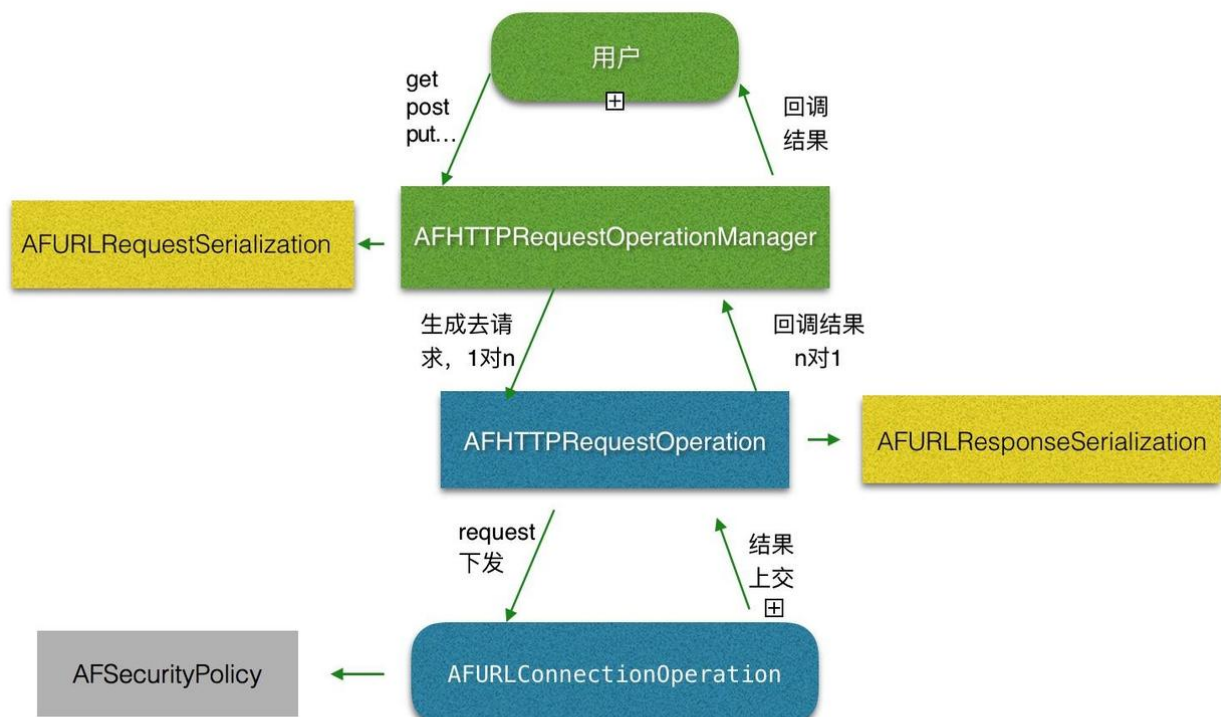 用户
get
post
put...
回调
结果
AFURLRequestSerialization
AFHTTPRequestOperationManager
生成去请
求，1对n
回调结果
n对1
AFHTTPRequestOperation
AFURLResponseSerialization
request
下发
结果
上交
AFSecurityPolicy
AFURLConnectionOperation